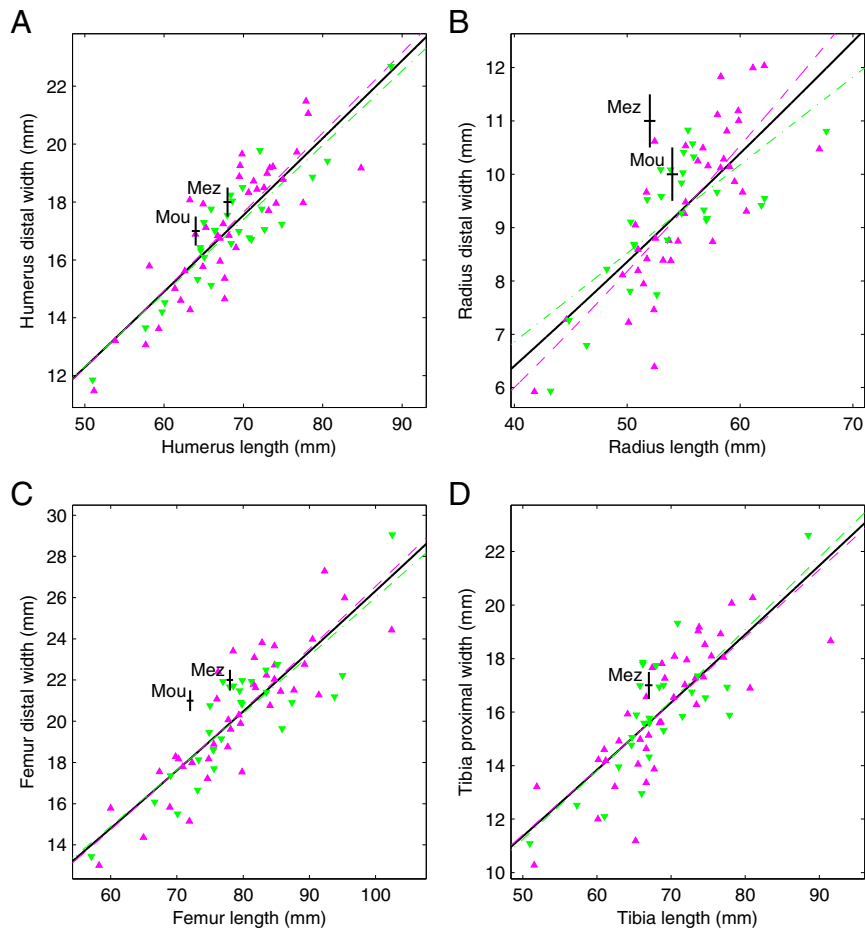 A
Humerus distal width (mm)
22
20
18
16
14
12
Mez
Mou
50 60 70 80 90
Humerus length (mm)
B
Radius distal width (mm)
12
11
10
9
8
7
6
Mez
Mou
40 50 60 70
Radius length (mm)
C
Femur distal width (mm)
30
28
26
24
22
20
18
16
14
Mez
Mou
60 70 80 90 100
Femur length (mm)
D
Tibia proximal width (mm)
22
20
18
16
14
12
10
Mez
50 60 70 80 90
Tibia length (mm)